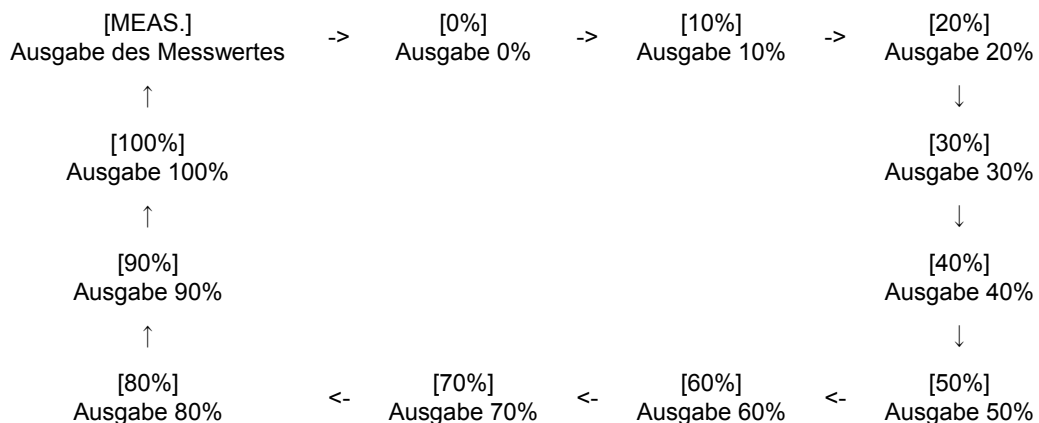 [MEAS.] -> [0%] -> [10%] -> [20%]
Ausgabe des Messwertes Ausgabe 0% Ausgabe 10% Ausgabe 20%
↑ ↓
[100%] [30%]
Ausgabe 100% Ausgabe 30%
↑ ↓
[90%] [40%]
Ausgabe 90% Ausgabe 40%
↑ ↓
[80%] <- [70%] <- [60%] <- [50%]
Ausgabe 80% Ausgabe 70% Ausgabe 60% Ausgabe 50%